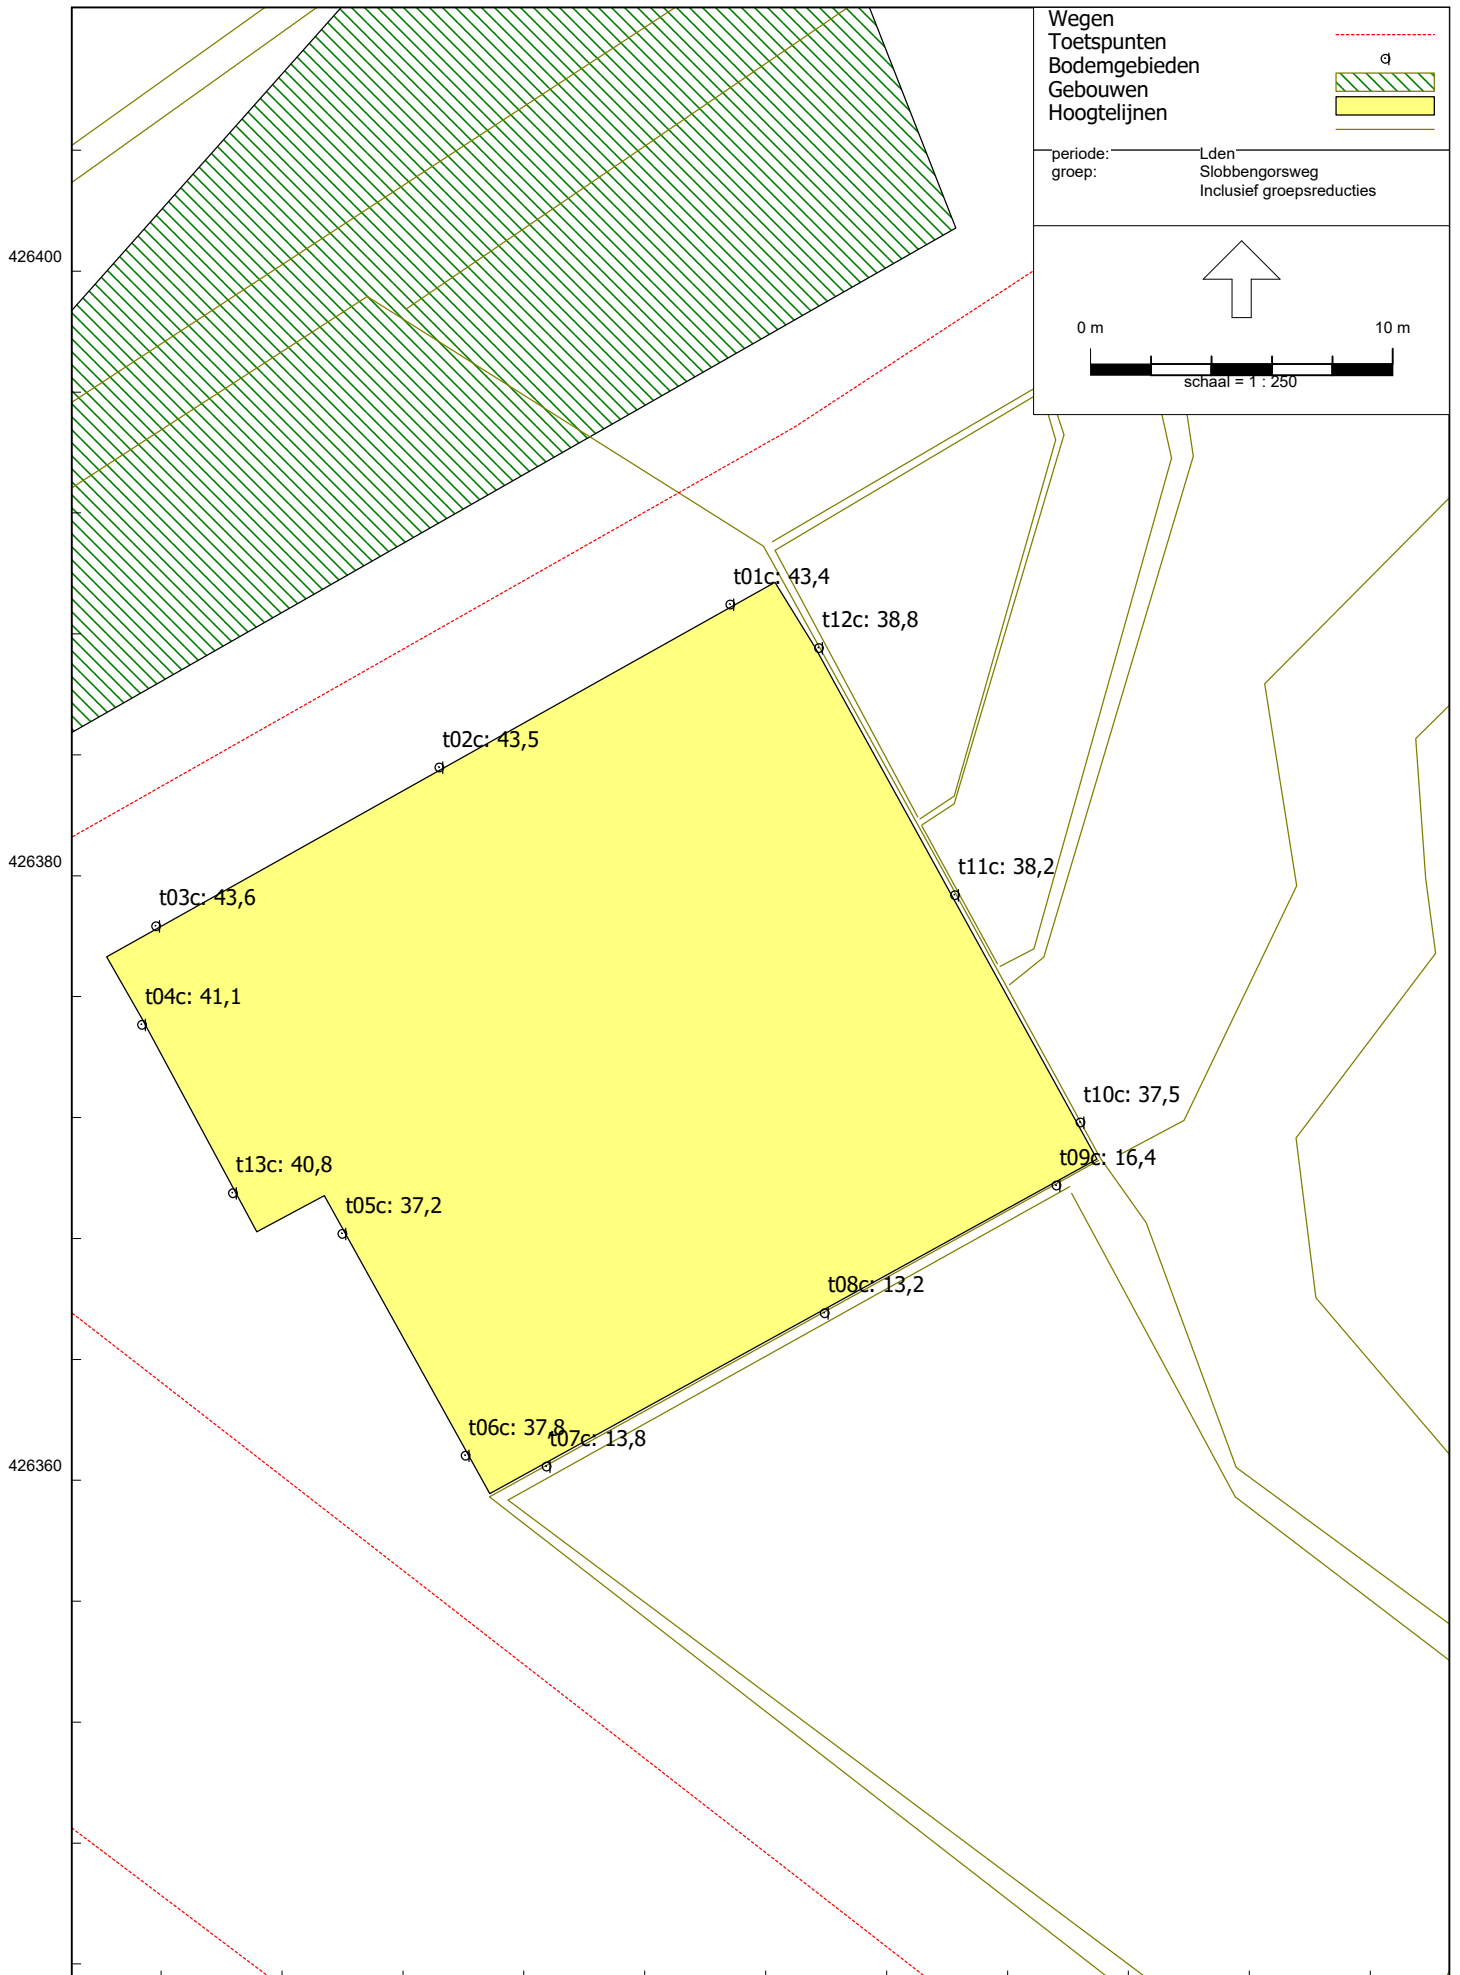 Wegen
Toetspunten
Bodemgebieden
Gebouwen
Hoogtelijnen
periode: Lden
groep: Slobbengorsweg
Inclusief groepsreducties
426400
0 m 10 m
schaal = 1 : 250
t01c: 43,4
t12c: 38,8
t02c: 43,5
426380
t11c: 38,2
t03c: 43,6
t04c: 41,1
t10c: 37,5
t09c: 16,4
t13c: 40,8
t05c: 37,2
t08c: 13,2
t06c: 37,8
t07c: 13,8
426360